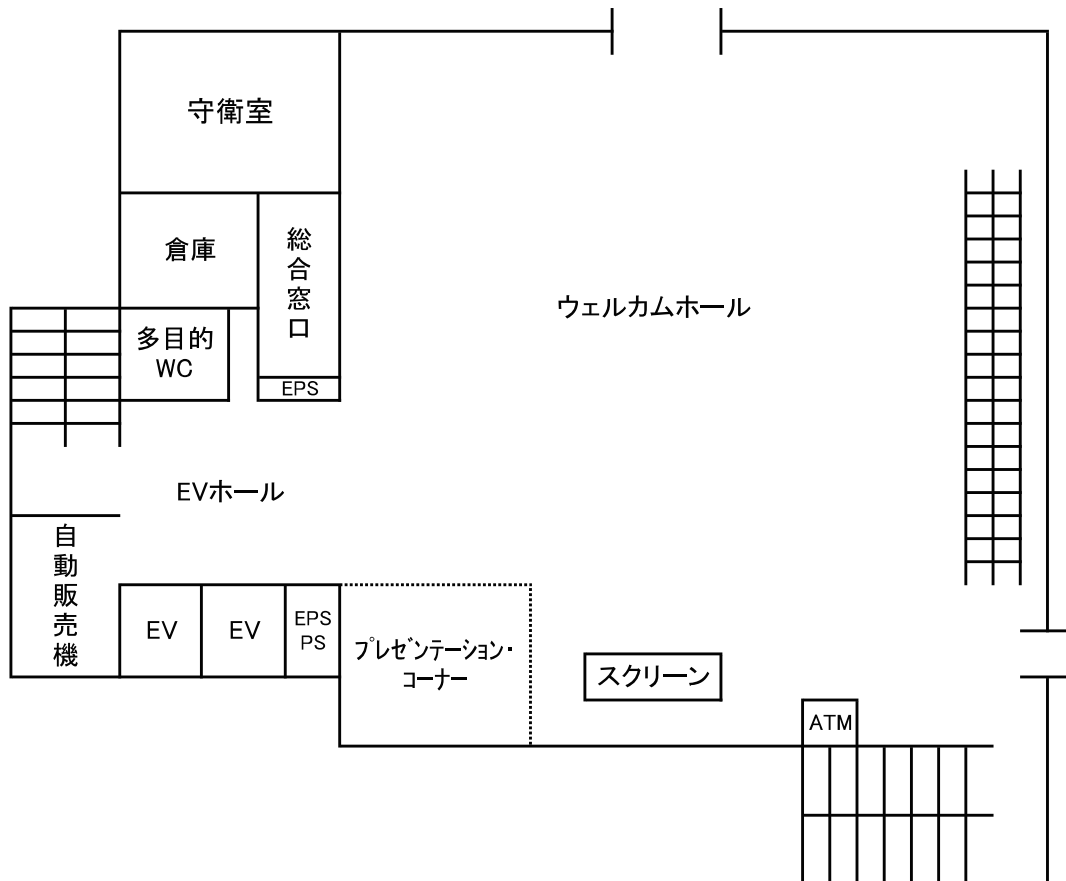 守衛室
倉庫
総合窓口
ウェルカムホール
多目的
WC
EPS
EVホール
自動販売機
EV
EV
EPS
PS
プレゼンテーション・
コーナー
スクリーン
ATM